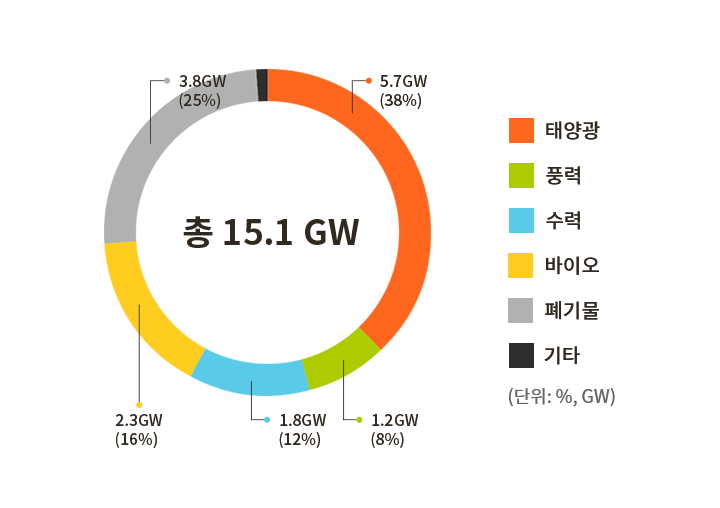 3.8GW
(25%)
5.7GW
(38%)
총 15.1 GW
2.3GW
(16%)
1.8GW
(12%)
1.2GW
(8%)
태양광
풍력
수력
바이오
폐기물
기타
(단위: %, GW)